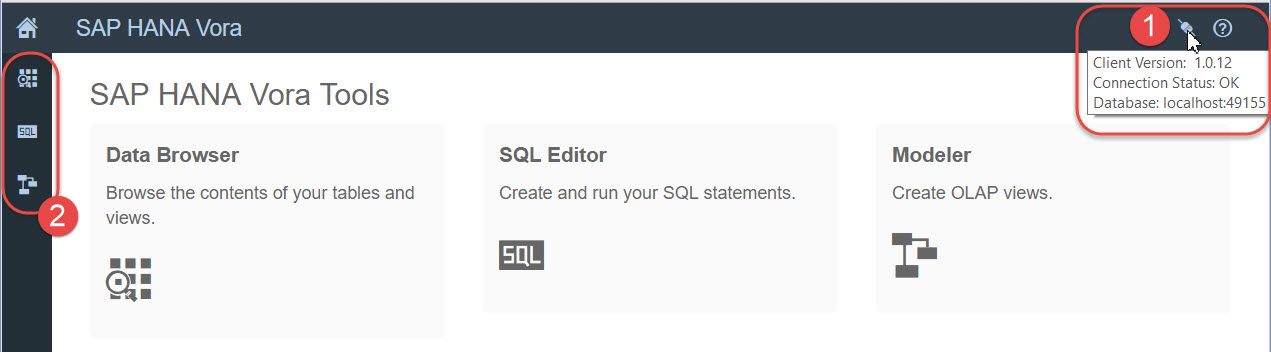 SAP HANA Vora
1
Client Version: 1.0.12
Connection Status: OK
Database: localhost:49155
SAP HANA Vora Tools
SQL
2
Data Browser
Browse the contents of your tables and
views.
SQL Editor
Create and run your SQL statements.
SQL
Modeler
Create OLAP views.